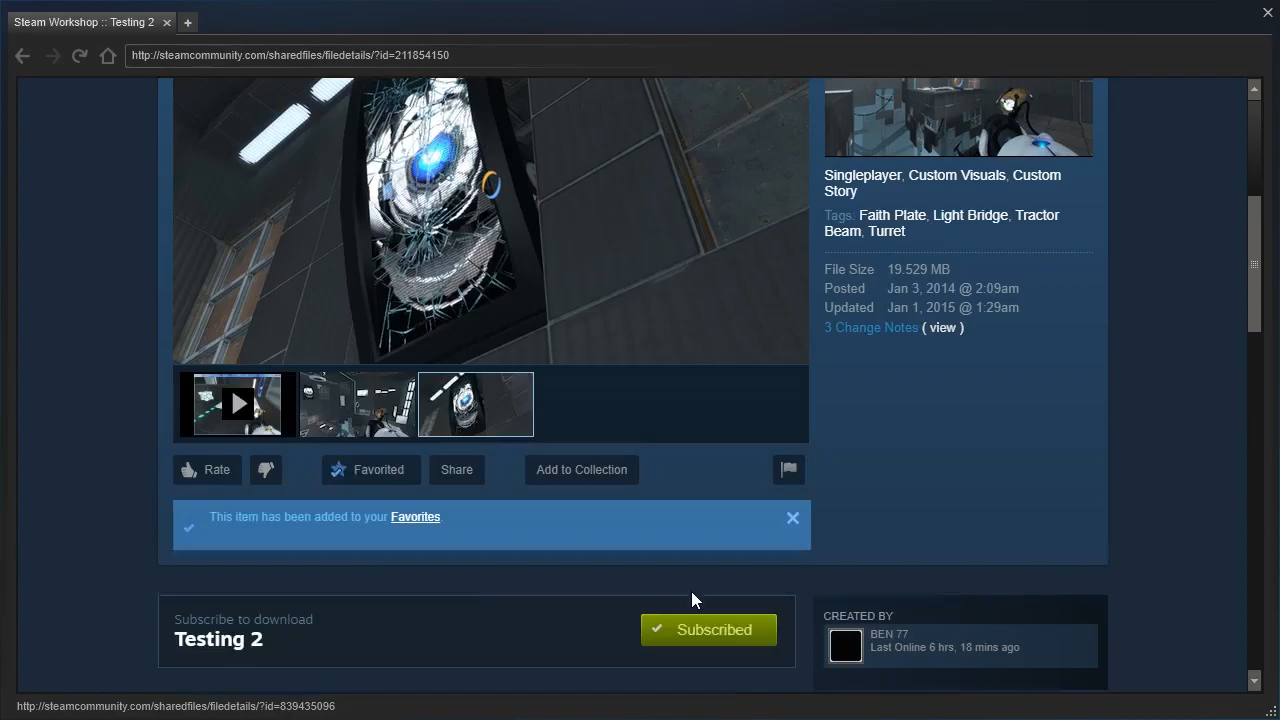 Steam Workshop :: Testing 2
http://steamcommunity.com/sharedfiles/filedetails/?id=211854150
Singleplayer, Custom Visuals, Custom
Story
Tags: Faith Plate, Light Bridge, Tractor
Beam, Turret
File Size 19.529 MB
Posted Jan 3, 2014 @ 2:09am
Updated Jan 1, 2015 @ 1:29am
3 Change Notes ( view )
Rate
Favorited
Share
Add to Collection
This item has been added to your Favorites.
Subscribe to download
Testing 2
Subscribed
CREATED BY
BEN 77
Last Online 6 hrs, 18 mins ago
http://steamcommunity.com/sharedfiles/filedetails/?id=839435096